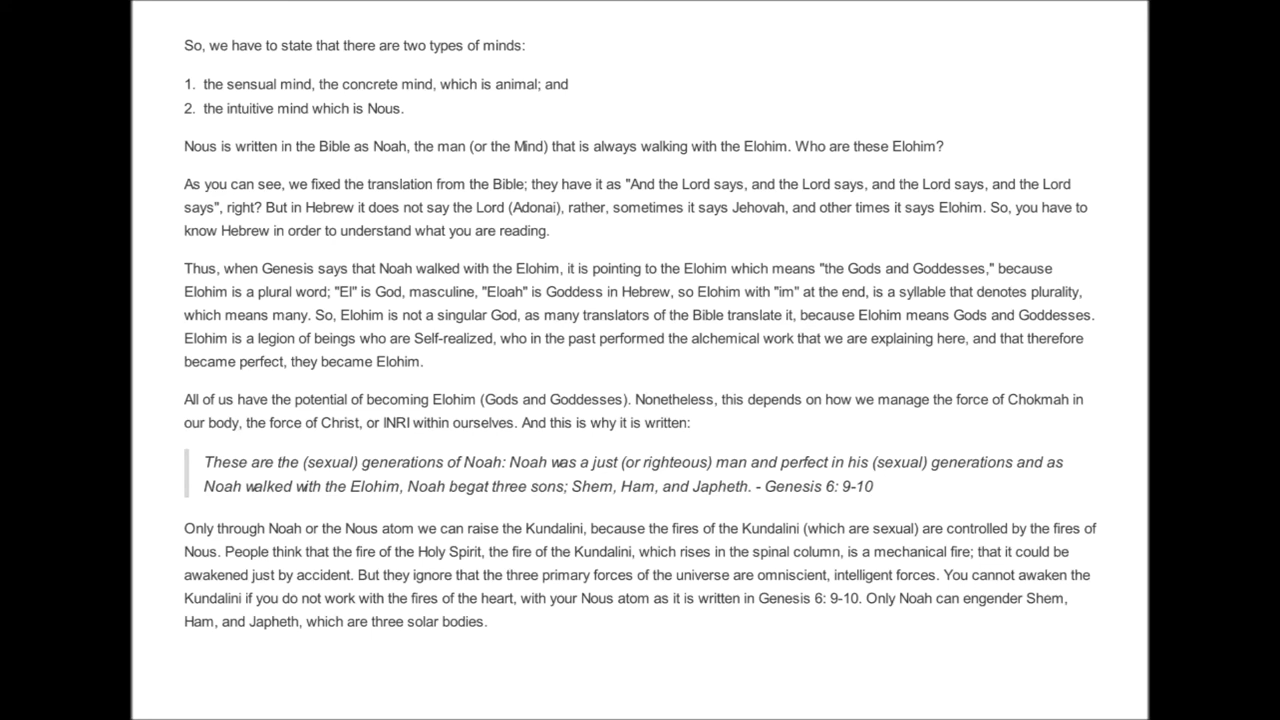 So, we have to state that there are two types of minds:
1. the sensual mind, the concrete mind, which is animal; and
2. the intuitive mind which is Nous.
Nous is written in the Bible as Noah, the man (or the Mind) that is always walking with the Elohim. Who are these Elohim?
As you can see, we fixed the translation from the Bible; they have it as "And the Lord says, and the Lord says, and the Lord says, and the Lord
says", right? But in Hebrew it does not say the Lord (Adonai), rather, sometimes it says Jehovah, and other times it says Elohim. So, you have to
know Hebrew in order to understand what you are reading.
Thus, when Genesis says that Noah walked with the Elohim, it is pointing to the Elohim which means "the Gods and Goddesses," because
Elohim is a plural word; "El" is God, masculine, "Eloah" is Goddess in Hebrew, so Elohim with "im" at the end, is a syllable that denotes plurality,
which means many. So, Elohim is not a singular God, as many translators of the Bible translate it, because Elohim means Gods and Goddesses.
Elohim is a legion of beings who are Self-realized, who in the past performed the alchemical work that we are explaining here, and that therefore
became perfect, they became Elohim.
All of us have the potential of becoming Elohim (Gods and Goddesses). Nonetheless, this depends on how we manage the force of Chokmah in
our body, the force of Christ, or INRI within ourselves. And this is why it is written:
These are the (sexual) generations of Noah: Noah was a just (or righteous) man and perfect in his (sexual) generations and as
Noah walked with the Elohim, Noah begat three sons; Shem, Ham, and Japheth. - Genesis 6: 9-10
Only through Noah or the Nous atom we can raise the Kundalini, because the fires of the Kundalini (which are sexual) are controlled by the fires of
Nous. People think that the fire of the Holy Spirit, the fire of the Kundalini, which rises in the spinal column, is a mechanical fire; that it could be
awakened just by accident. But they ignore that the three primary forces of the universe are omniscient, intelligent forces. You cannot awaken the
Kundalini if you do not work with the fires of the heart, with your Nous atom as it is written in Genesis 6: 9-10. Only Noah can engender Shem,
Ham, and Japheth, which are three solar bodies.